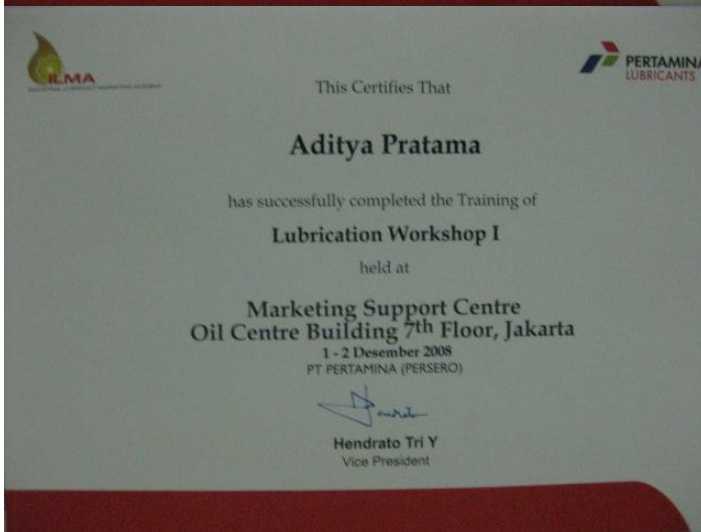 ILMA
PERTAMINA
LUBRICANTS
This Certifies That
Aditya Pratama
has successfully completed the Training of
Lubrication Workshop I
held at
Marketing Support Centre
Oil Centre Building 7th Floor, Jakarta
1 - 2 Desember 2008
PT PERTAMINA (PERSERO)
Hendrato Tri Y
Vice President